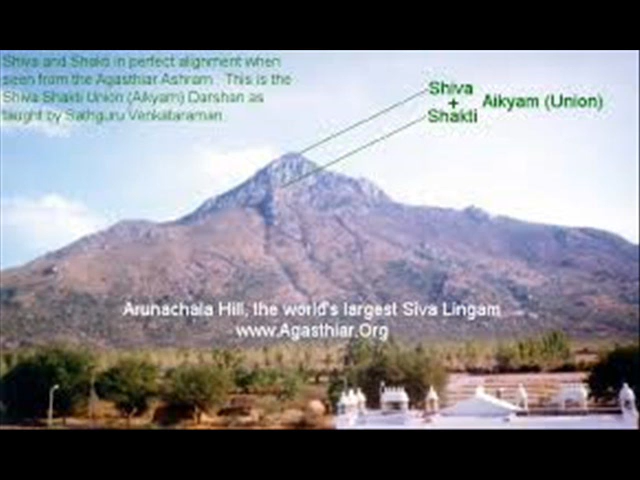 Shiva and Shakti in perfect alignment when
seen from the Agasthiar Ashram. This is the
Shiva Shakti Union (Aikyam) Darshan as
taught by Sathguru Venkataraman.
Shiva
+
Shakti
Aikyam (Union)
Arunachala Hill, the world's largest Siva Lingam
www.Agasthiar.Org